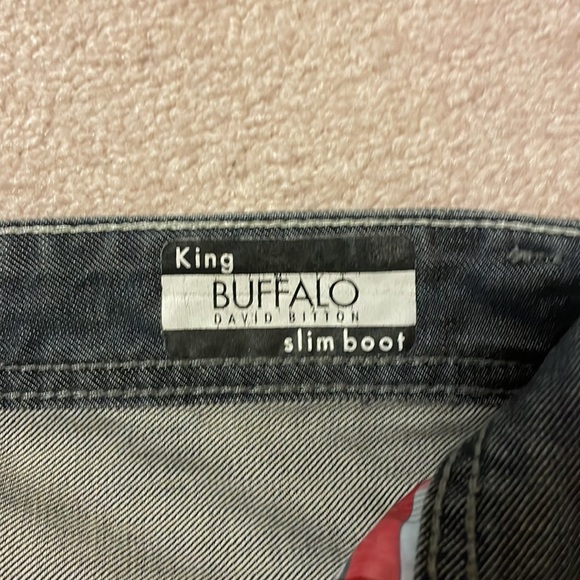 King
BUFFALO
DAVID BITTON
slim boot